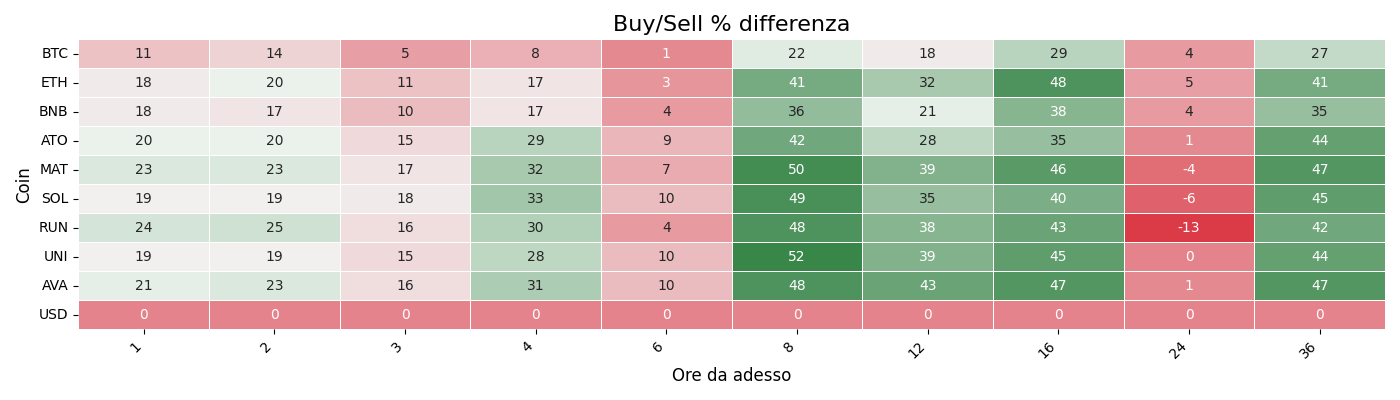 Buy/Sell % differenza
Coin
BTC 11 14 5 8 1 22 18 29 4 27
ETH 18 20 11 17 3 41 32 48 5 41
BNB 18 17 10 17 4 36 21 38 4 35
ATO 20 20 15 29 9 42 28 35 1 44
MAT 23 23 17 32 7 50 39 46 -4 47
SOL 19 19 18 33 10 49 35 40 -6 45
RUN 24 25 16 30 4 48 38 43 -13 42
UNI 19 19 15 28 10 52 39 45 0 44
AVA 21 23 16 31 10 48 43 47 1 47
USD 0 0 0 0 0 0 0 0 0 0
1 2 3 4 6 8 12 16 24 36
Ore da adesso